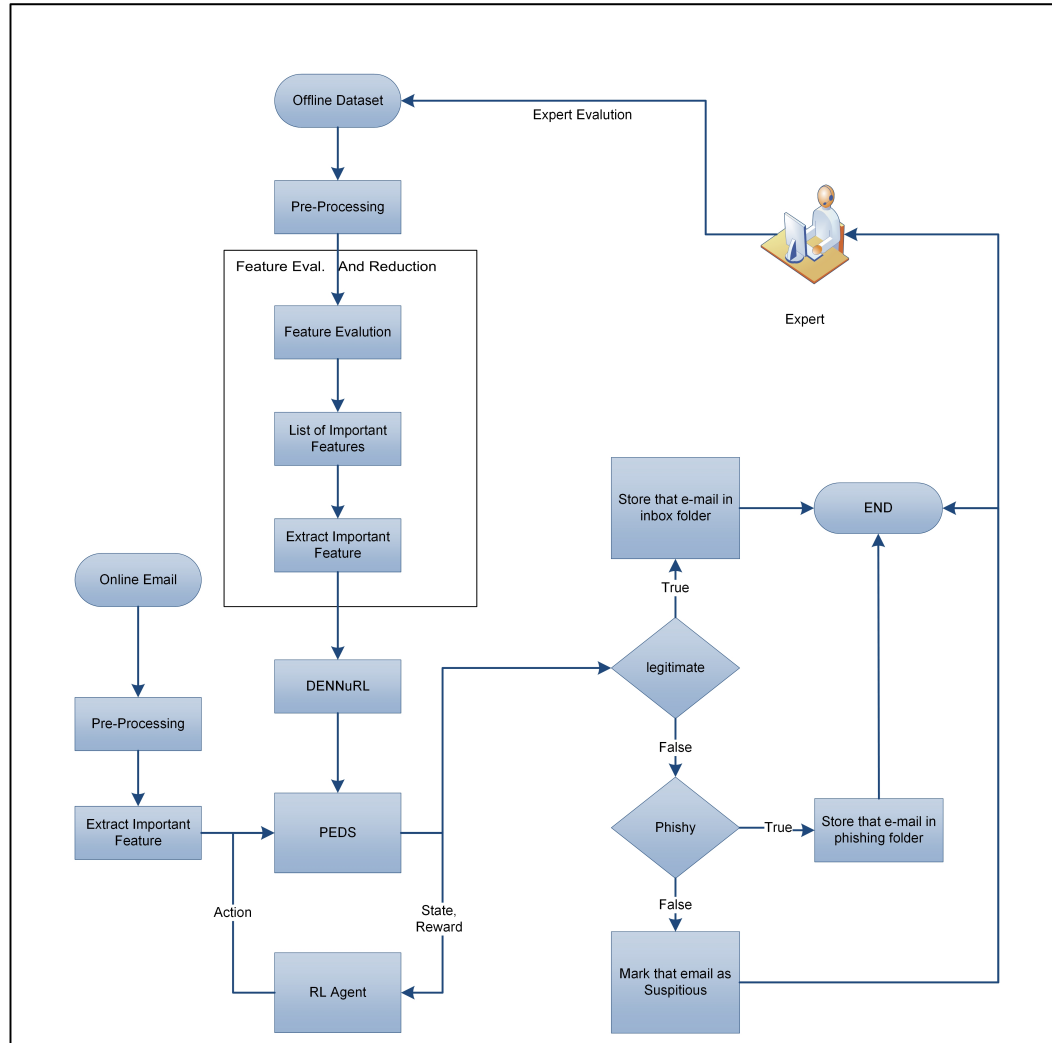 Offline Dataset
Expert Evalution
Pre-Processing
Feature Eval. And Reduction
Feature Evalution
Expert
List of Important
Features
Store that e-mail in
inbox folder
END
Extract Important
Feature
Online Email
True
legitimate
DENNuRL
Pre-Processing
False
Extract Important
Feature
PEDS
Phishy
True
Store that e-mail in
phishing folder
Action
State,
Reward
False
RL Agent
Mark that email as
Suspitious